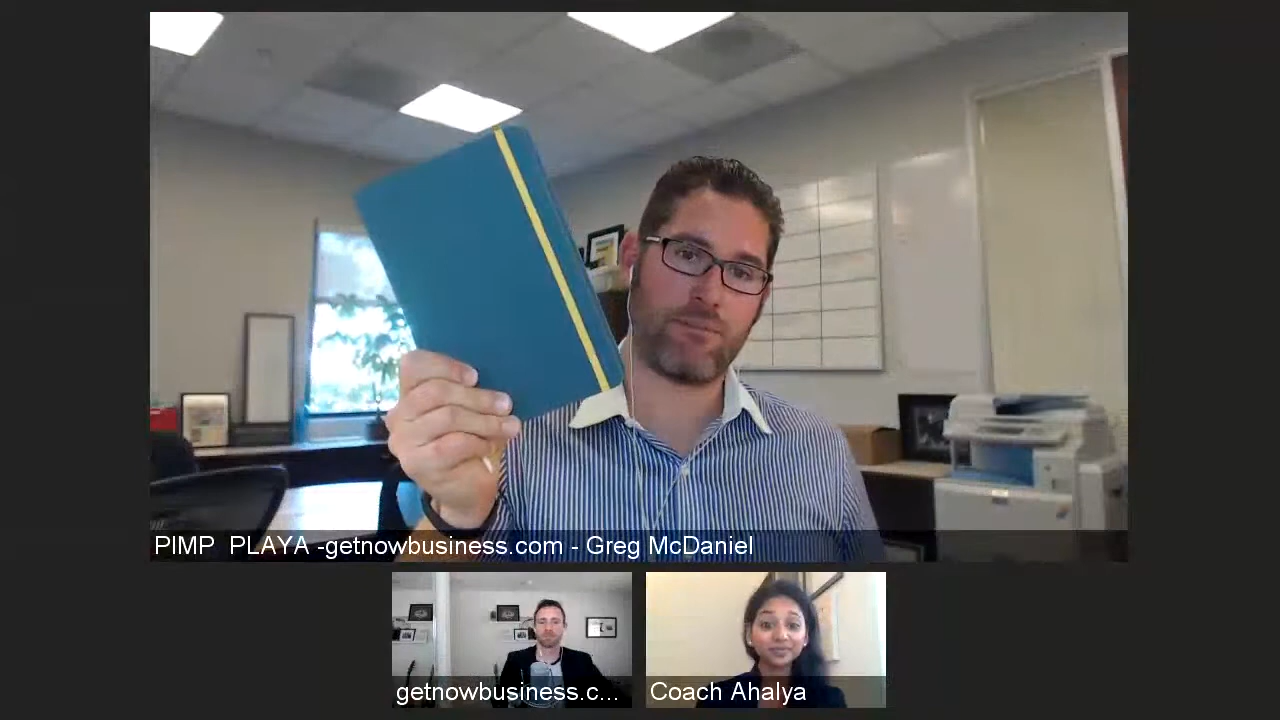 PIMP  PLAYA -getnowbusiness.com - Greg McDaniel
getnowbusiness.c...
Coach Ahalya